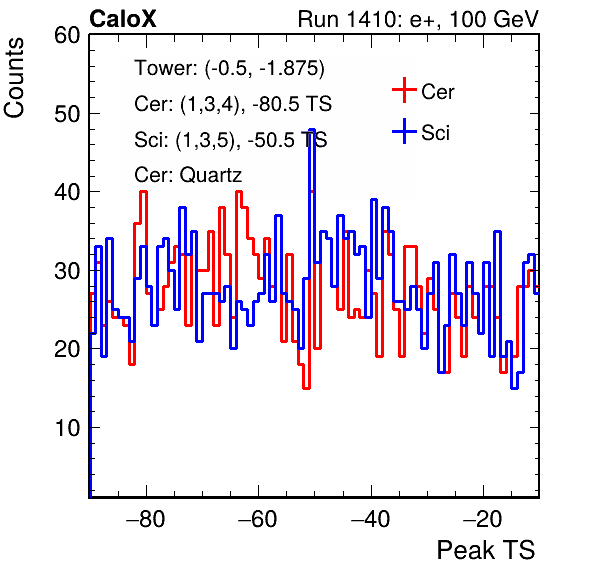 CaloX Run 1410: e+, 100 GeV
Counts
60
50
40
30
20
10
Tower: (-0.5, -1.875)
Cer: (1,3,4), -80.5 TS
Sci: (1,3,5), -50.5 TS
Cer: Quartz
Cer
Sci
−80 −60 −40 −20
Peak TS